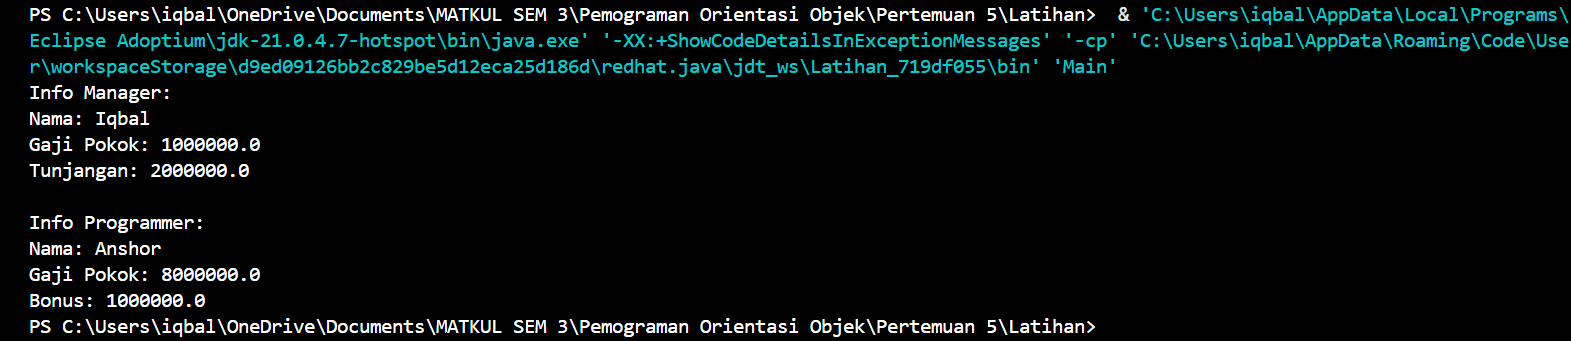 PS C:\Users\iqbal\OneDrive\Documents\MATKUL SEM 3\Pemograman Orientasi Objek\Pertemuan 5\Latihan>  & 'C:\Users\iqbal\AppData\Local\Programs\
Eclipse Adoptium\jdk-21.0.4.7-hotspot\bin\java.exe' '-XX:+ShowCodeDetailsInExceptionMessages' '-cp' 'C:\Users\iqbal\AppData\Roaming\Code\Use
r\workspaceStorage\d9ed09126bb2c829be5d12eca25d186d\redhat.java\jdt_ws\Latihan_719df055\bin' 'Main'
Info Manager:
Nama: Iqbal
Gaji Pokok: 1000000.0
Tunjangan: 2000000.0
Info Programmer:
Nama: Anshor
Gaji Pokok: 8000000.0
Bonus: 1000000.0
PS C:\Users\iqbal\OneDrive\Documents\MATKUL SEM 3\Pemograman Orientasi Objek\Pertemuan 5\Latihan>